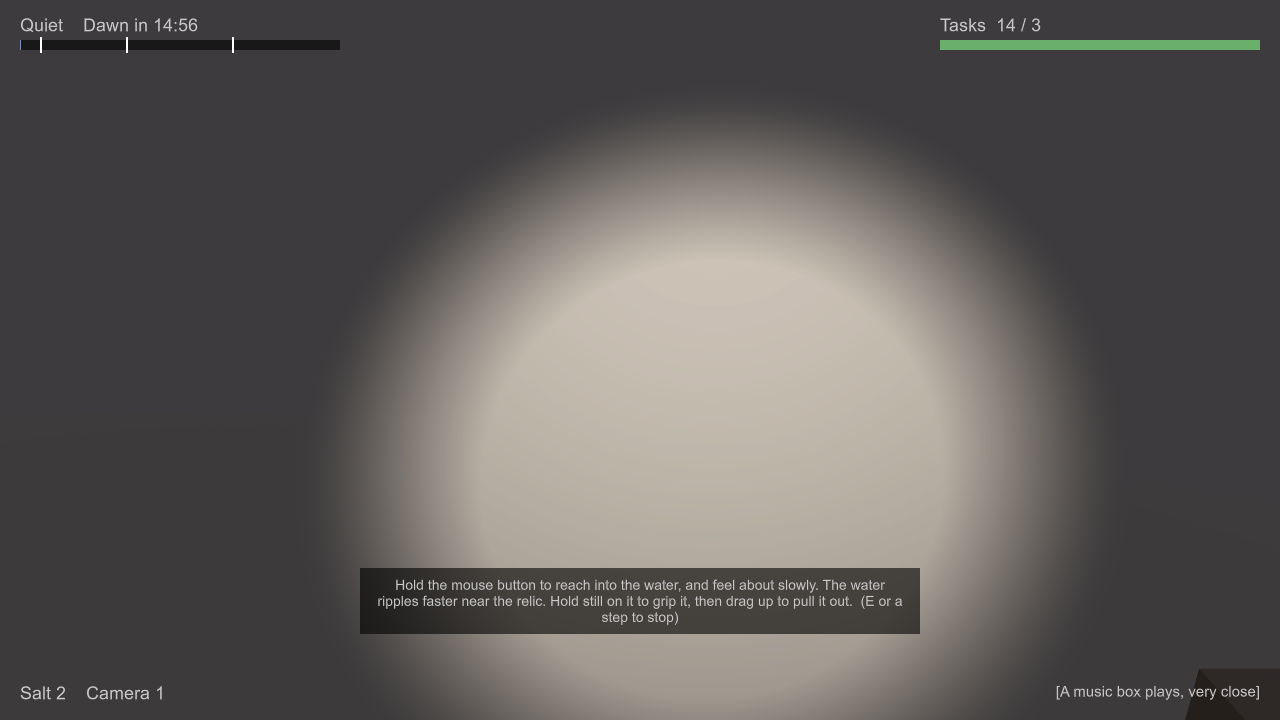 Quiet Dawn in 14:56
Tasks 14 / 3
Hold the mouse button to reach into the water, and feel about slowly. The water
ripples faster near the relic. Hold still on it to grip it, then drag up to pull it out. (E or a
step to stop)
Salt 2 Camera 1
[A music box plays, very close]